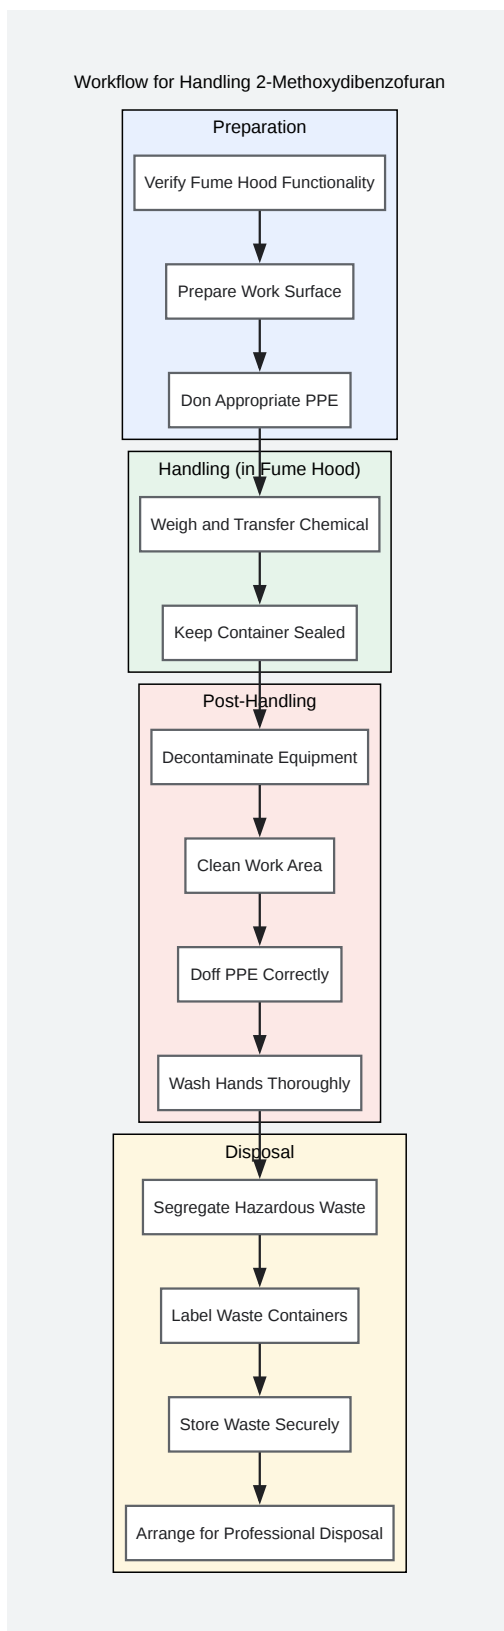 Workflow for Handling 2-Methoxydibenzofuran
Preparation
Verify Fume Hood Functionality
Prepare Work Surface
Don Appropriate PPE
Handling (in Fume Hood)
Weigh and Transfer Chemical
Keep Container Sealed
Post-Handling
Decontaminate Equipment
Clean Work Area
Doff PPE Correctly
Wash Hands Thoroughly
Disposal
Segregate Hazardous Waste
Label Waste Containers
Store Waste Securely
Arrange for Professional Disposal